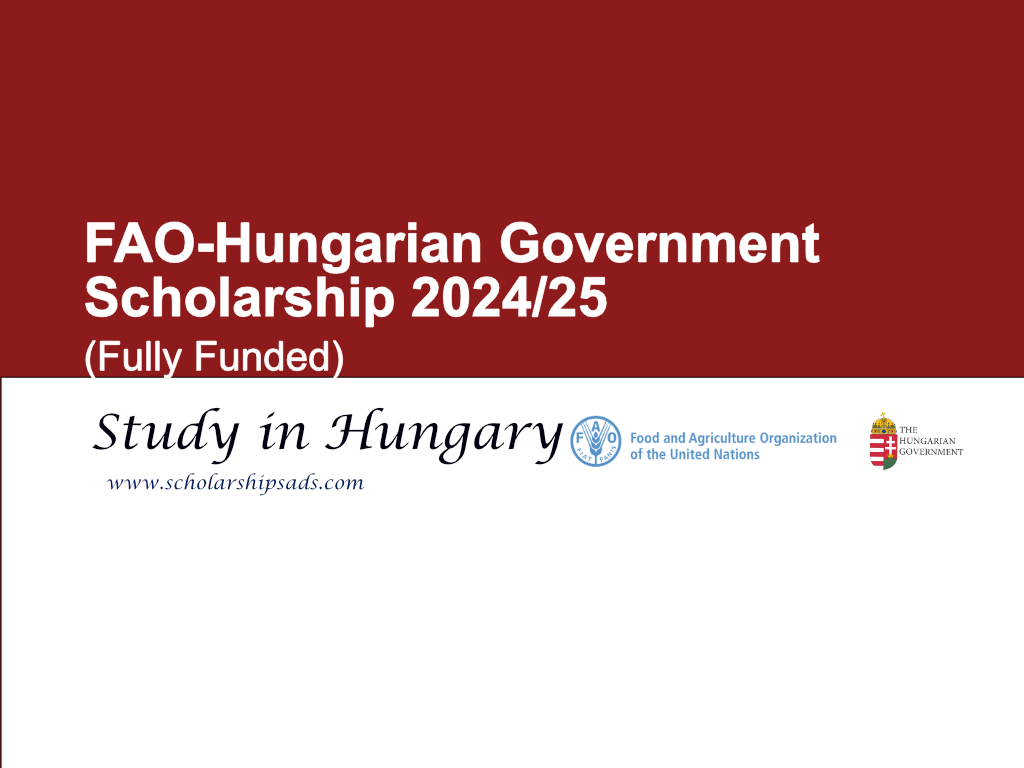 FAO-Hungarian Government
Scholarship 2024/25
(Fully Funded)
Study in Hungary
www.scholarshipsads.com
F A O
FIAT PANIS
Food and Agriculture Organization
of the United Nations
THE
HUNGARIAN
GOVERNMENT